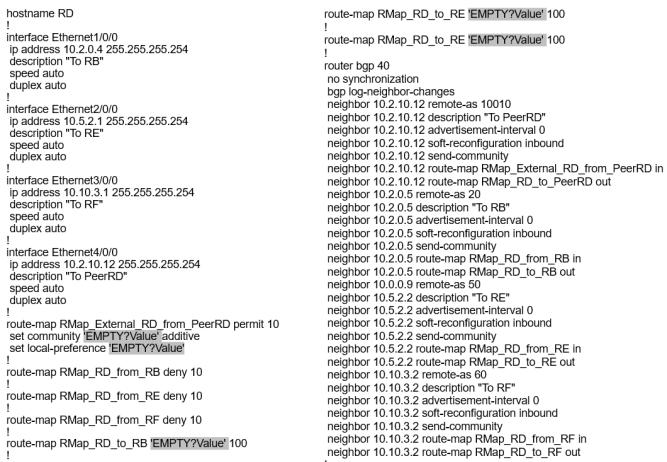 hostname RD
!
interface Ethernet1/0/0
ip address 10.2.0.4 255.255.255.254
description "To RB"
speed auto
duplex auto
!
interface Ethernet2/0/0
ip address 10.5.2.1 255.255.255.254
description "To RE"
speed auto
duplex auto
!
interface Ethernet3/0/0
ip address 10.10.3.1 255.255.255.254
description "To RF"
speed auto
duplex auto
!
interface Ethernet4/0/0
ip address 10.2.10.12 255.255.255.254
description "To PeerRD"
speed auto
duplex auto
!
route-map RMap_External_RD_from_PeerRD permit 10
set community 'EMPTY?Value' additive
set local-preference 'EMPTY?Value'
!
route-map RMap_RD_from_RB deny 10
!
route-map RMap_RD_from_RE deny 10
!
route-map RMap_RD_from_RF deny 10
!
route-map RMap_RD_to_RB 'EMPTY?Value' 100
!
route-map RMap_RD_to_RE 'EMPTY?Value' 100
!
route-map RMap_RD_to_RE 'EMPTY?Value' 100
!
router bgp 40
no synchronization
bgp log-neighbor-changes
neighbor 10.2.10.12 remote-as 10010
neighbor 10.2.10.12 description "To PeerRD"
neighbor 10.2.10.12 advertisement-interval 0
neighbor 10.2.10.12 soft-reconfiguration inbound
neighbor 10.2.10.12 send-community
neighbor 10.2.10.12 route-map RMap_External_RD_from_PeerRD in
neighbor 10.2.10.12 route-map RMap_RD_to_PeerRD out
neighbor 10.2.0.5 remote-as 20
neighbor 10.2.0.5 description "To RB"
neighbor 10.2.0.5 advertisement-interval 0
neighbor 10.2.0.5 soft-reconfiguration inbound
neighbor 10.2.0.5 send-community
neighbor 10.2.0.5 route-map RMap_RD_from_RB in
neighbor 10.2.0.5 route-map RMap_RD_to_RB out
neighbor 10.0.0.9 remote-as 50
neighbor 10.5.2.2 description "To RE"
neighbor 10.5.2.2 advertisement-interval 0
neighbor 10.5.2.2 soft-reconfiguration inbound
neighbor 10.5.2.2 send-community
neighbor 10.5.2.2 route-map RMap_RD_from_RE in
neighbor 10.5.2.2 route-map RMap_RD_to_RE out
neighbor 10.10.3.2 remote-as 60
neighbor 10.10.3.2 description "To RF"
neighbor 10.10.3.2 advertisement-interval 0
neighbor 10.10.3.2 soft-reconfiguration inbound
neighbor 10.10.3.2 send-community
neighbor 10.10.3.2 route-map RMap_RD_from_RF in
neighbor 10.10.3.2 route-map RMap_RD_to_RF out
!